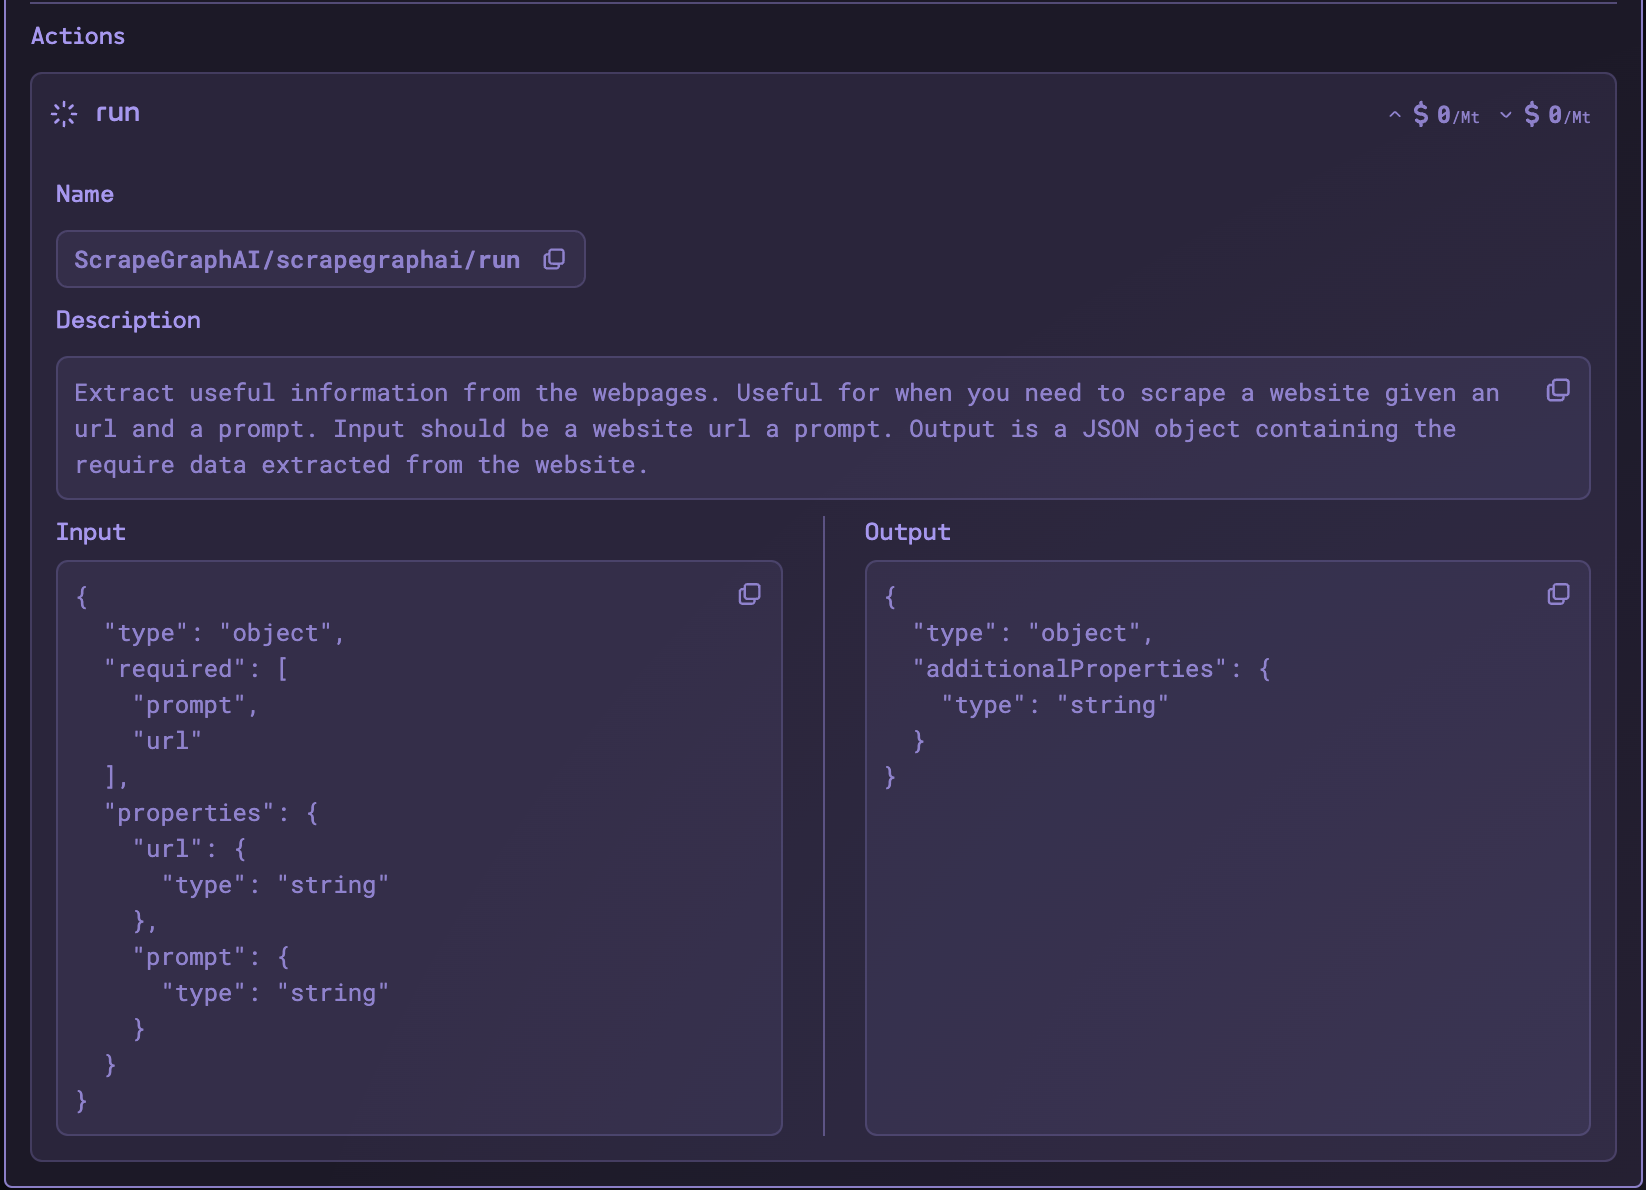 Actions
run
$ 0/Mt $ 0/Mt
Name
ScrapeGraphAI/scrapegraphai/run
Description
Extract useful information from the webpages. Useful for when you need to scrape a website given an
url and a prompt. Input should be a website url a prompt. Output is a JSON object containing the
require data extracted from the website.
Input
{
  "type": "object",
  "required": [
    "prompt",
    "url"
  ],
  "properties": {
    "url": {
      "type": "string"
    },
    "prompt": {
      "type": "string"
    }
  }
}
Output
{
  "type": "object",
  "additionalProperties": {
    "type": "string"
  }
}